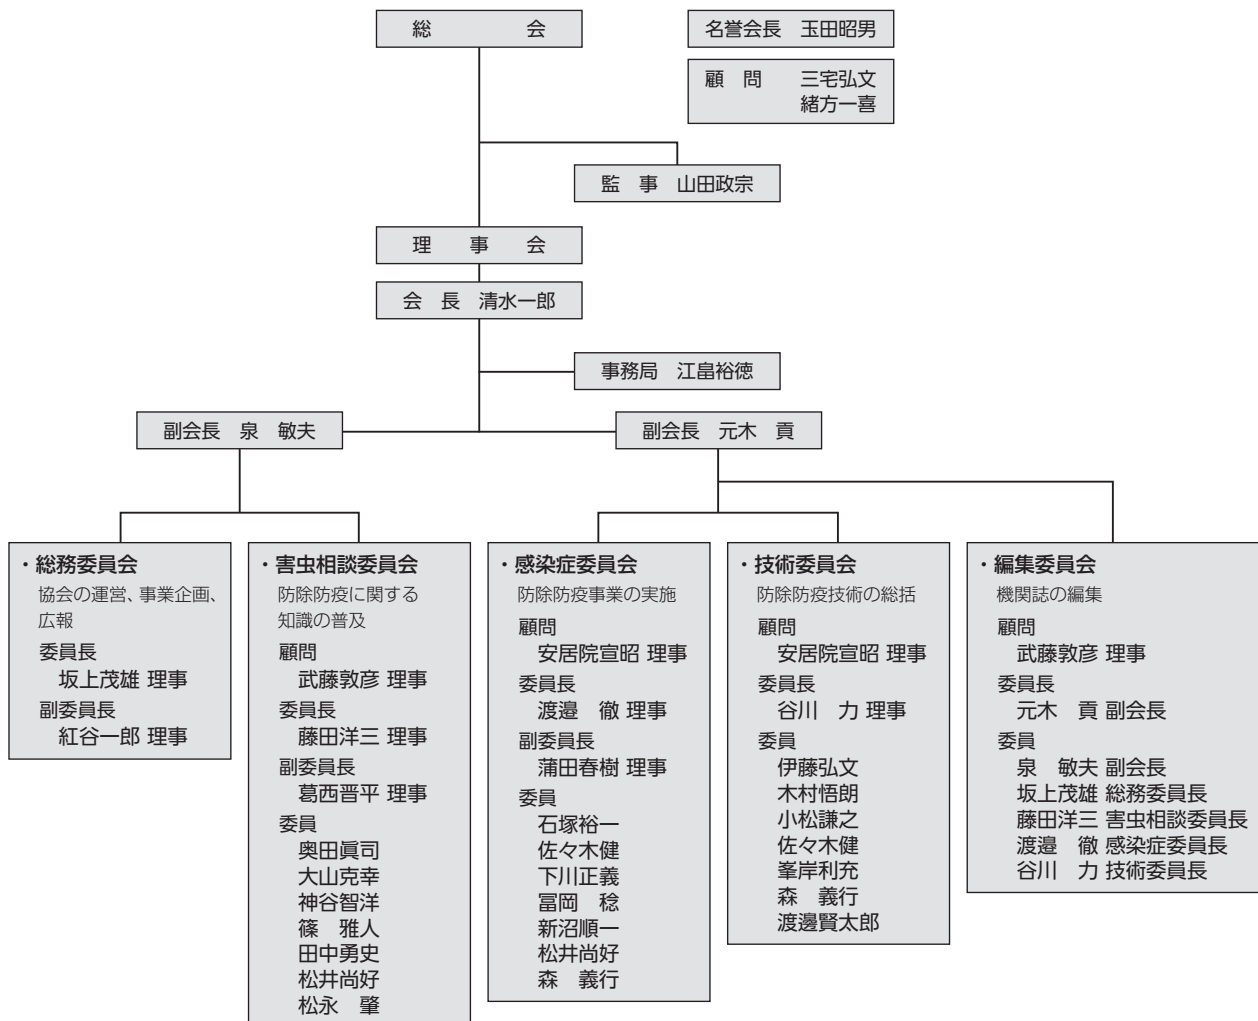 総　会
名誉会長　玉田昭男
顧　問　三宅弘文
緒方一喜
監　事　山田政宗
理　事　会
会　長　清水一郎
事務局　江畠裕徳
副会長　泉　敏夫
副会長　元木　貢
・総務委員会
協会の運営、事業企画、
広報
委員長
坂上茂雄 理事
副委員長
紅谷一郎 理事
・害虫相談委員会
防除防疫に関する
知識の普及
顧問
武藤敦彦 理事
委員長
藤田洋三 理事
副委員長
葛西晋平 理事
委員
奥田眞司
大山克幸
神谷智洋
篠　雅人
田中勇史
松井尚好
松永　肇
・感染症委員会
防除防疫事業の実施
顧問
安居院宣昭 理事
委員長
渡邉　徹 理事
副委員長
蒲田春樹 理事
委員
石塚裕一
佐々木健
下川正義
冨岡　稔
新沼順一
松井尚好
森　義行
・技術委員会
防除防疫技術の総括
顧問
安居院宣昭 理事
委員長
谷川　力 理事
委員
伊藤弘文
木村悟朗
小松謙之
佐々木健
峯岸利充
森　義行
渡邊賢太郎
・編集委員会
機関誌の編集
顧問
武藤敦彦 理事
委員長
元木　貢 副会長
委員
泉　敏夫 副会長
坂上茂雄 総務委員長
藤田洋三 害虫相談委員長
渡邉　徹 感染症委員長
谷川　力 技術委員長